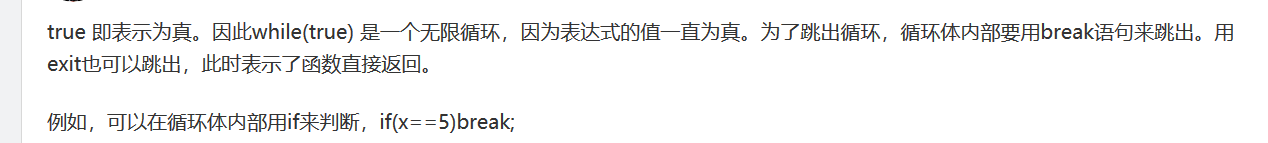 true 即表示为真。因此while(true) 是一个无限循环，因为表达式的值一直为真。为了跳出循环，循环体内部要用break语句来跳出。用
exit也可以跳出，此时表示了函数直接返回。
例如，可以在循环体内部用if来判断，if(x==5)break;